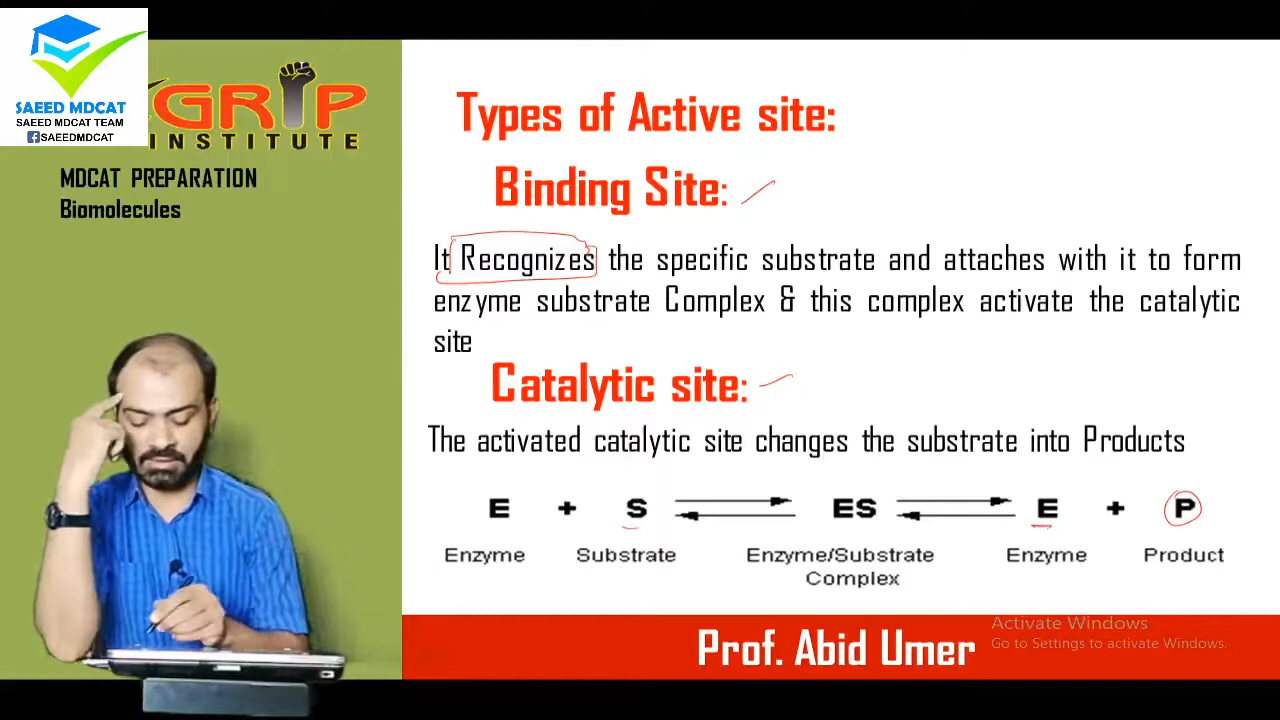 SAEED MDCAT
SAEED MDCAT TEAM
SAEEDMDCAT
GRIP
INSTITUTE
MDCAT PREPARATION
Biomolecules
Types of Active site:
Binding Site:
It Recognizes the specific substrate and attaches with it to form
enzyme substrate Complex & this complex activate the catalytic
site
Catalytic site:
The activated catalytic site changes the substrate into Products
E + S ES E + P
Enzyme Substrate Enzyme/Substrate Enzyme Product
Complex
Activate Windows
Go to Settings to activate Windows.
Prof. Abid Umer